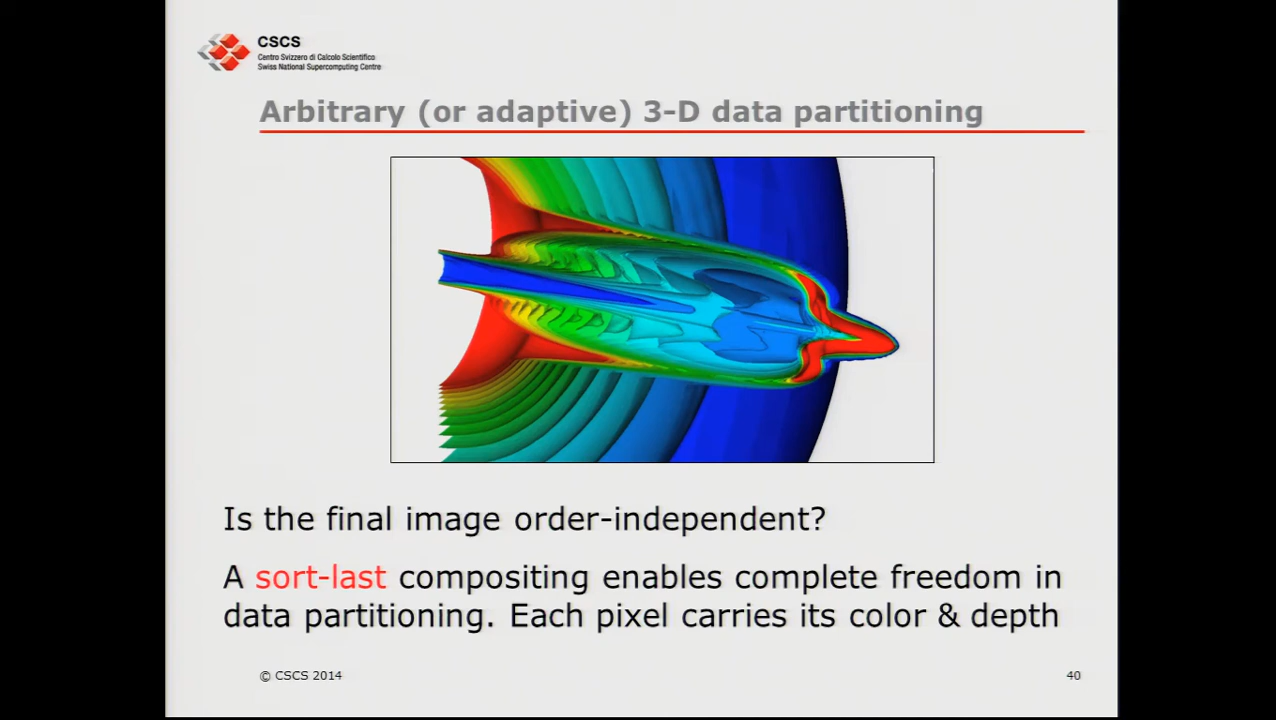 CSCS
Centro Svizzero di Calcolo Scientifico
Swiss National Supercomputing Centre
Arbitrary (or adaptive) 3-D data partitioning
Is the final image order-independent?
A sort-last compositing enables complete freedom in
data partitioning. Each pixel carries its color & depth
© CSCS 2014
40